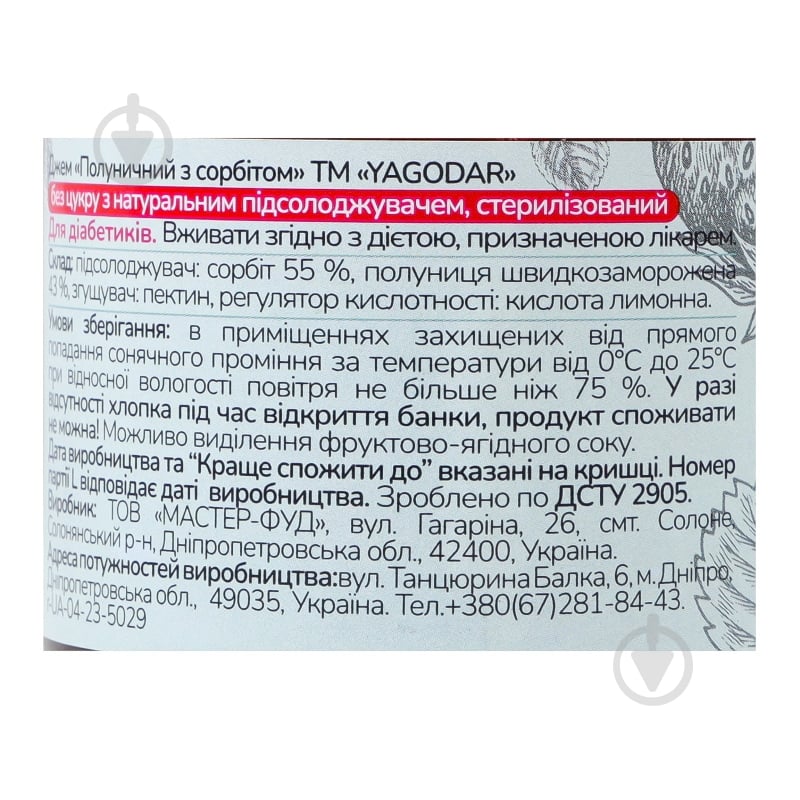 Джем «Полуничний з сорбітом» ТМ «YAGODAR»
без цукру з натуральним підсолоджувачем, стерилізований
Для діабетиків. Вживати згідно з дієтою, призначеною лікарем.
Склад: підсолоджувач: сорбіт 55 %, полуниця швидкозаморожена
43 %, згущувач: пектин, регулятор кислотності: кислота лимонна.
Умови зберігання: в приміщеннях захищених від прямого
попадання сонячного проміння за температури від 0°С до 25°С
при відносної вологості повітря не більше ніж 75 %. У разі
відсутності хлопка під час відкриття банки, продукт споживати
не можна! Можливо виділення фруктово-ягідного соку.
Дата виробництва та “Краще спожити до” вказані на кришці. Номер
партії L відповідає даті виробництва. Зроблено по ДСТУ 2905.
Виробник: ТОВ «МАСТЕР-ФУД», вул. Гагаріна, 26, смт. Солоне,
Солонянський р-н, Дніпропетровська обл., 42400, Україна.
Адреса потужностей виробництва:вул. Танцюрина Балка, 6, м. Дніпро,
Дніпропетровська обл., 49035, Україна. Тел.+380(67)281-84-43.
r-UA-04-23-5029